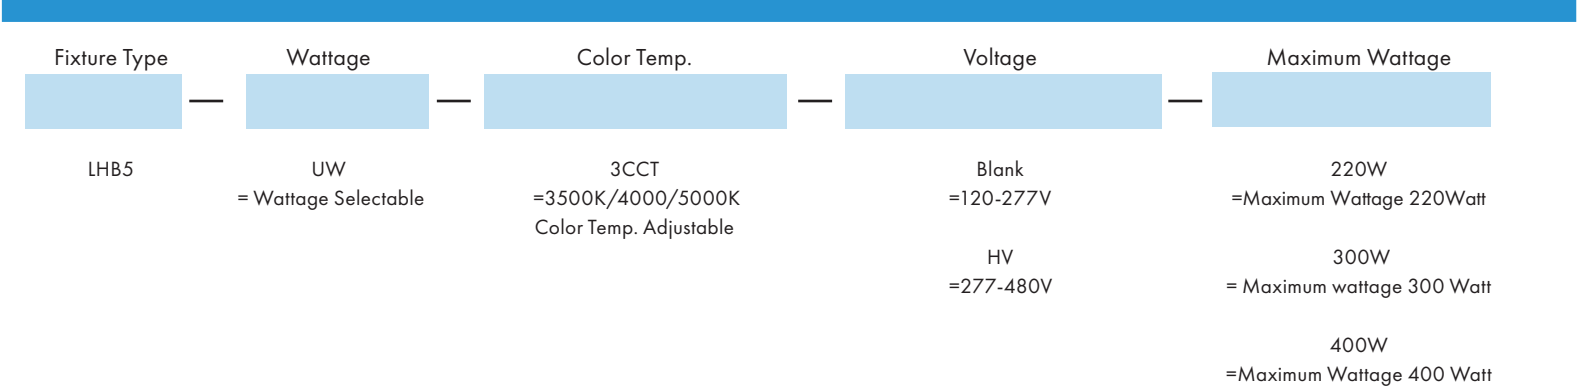 Fixture Type
Wattage
Color Temp.
Voltage
Maximum Wattage
LHB5
UW
= Wattage Selectable
3CCT
=3500K/4000/5000K
Color Temp. Adjustable
Blank
=120-277V
HV
=277-480V
220W
=Maximum Wattage 220Watt
300W
= Maximum wattage 300 Watt
400W
=Maximum Wattage 400 Watt